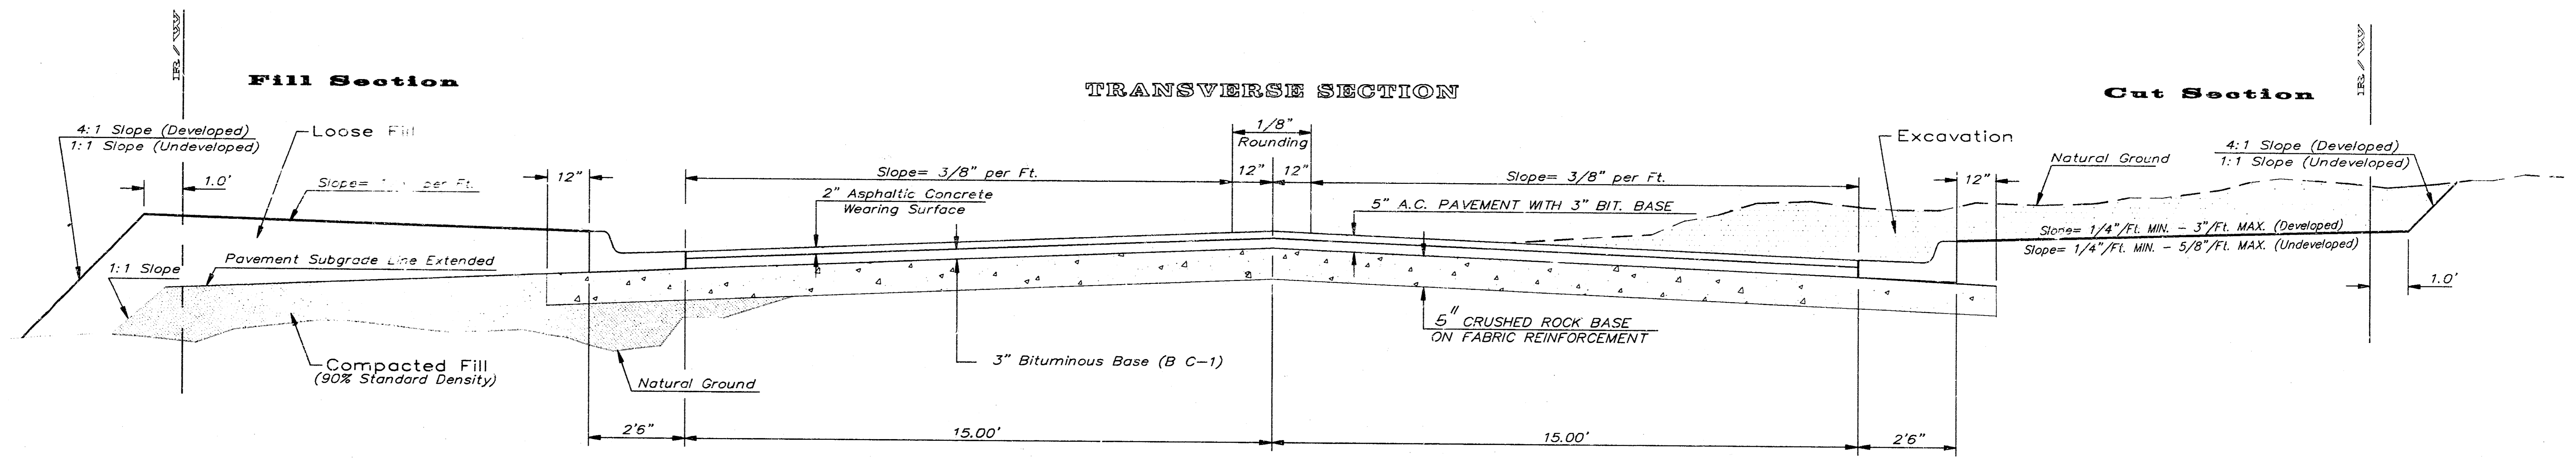 R/W
R/W
Fill Section
TRANSVERSE SECTION
Cut Section
4:1 Slope (Developed)
1:1 Slope (Undeveloped)
Loose Fill
1/8"
Rounding
Excavation
Natural Ground
4:1 Slope (Developed)
1:1 Slope (Undeveloped)
1.0'
Slope= per Ft.
12"
Slope= 3/8" per Ft.
12"
12"
Slope= 3/8" per Ft.
12"
2" Asphaltic Concrete
Wearing Surface
5" A.C. PAVEMENT WITH 3" BIT. BASE
Slope= 1/4"/Ft. MIN. - 3"/Ft. MAX. (Developed)
Slope= 1/4"/Ft. MIN. - 5/8"/Ft. MAX. (Undeveloped)
1:1 Slope
Pavement Subgrade Line Extended
1.0'
5" CRUSHED ROCK BASE
ON FABRIC REINFORCEMENT
Compacted Fill
(90% Standard Density)
3" Bituminous Base (B C-1)
Natural Ground
2'6"
15.00'
15.00'
2'6"